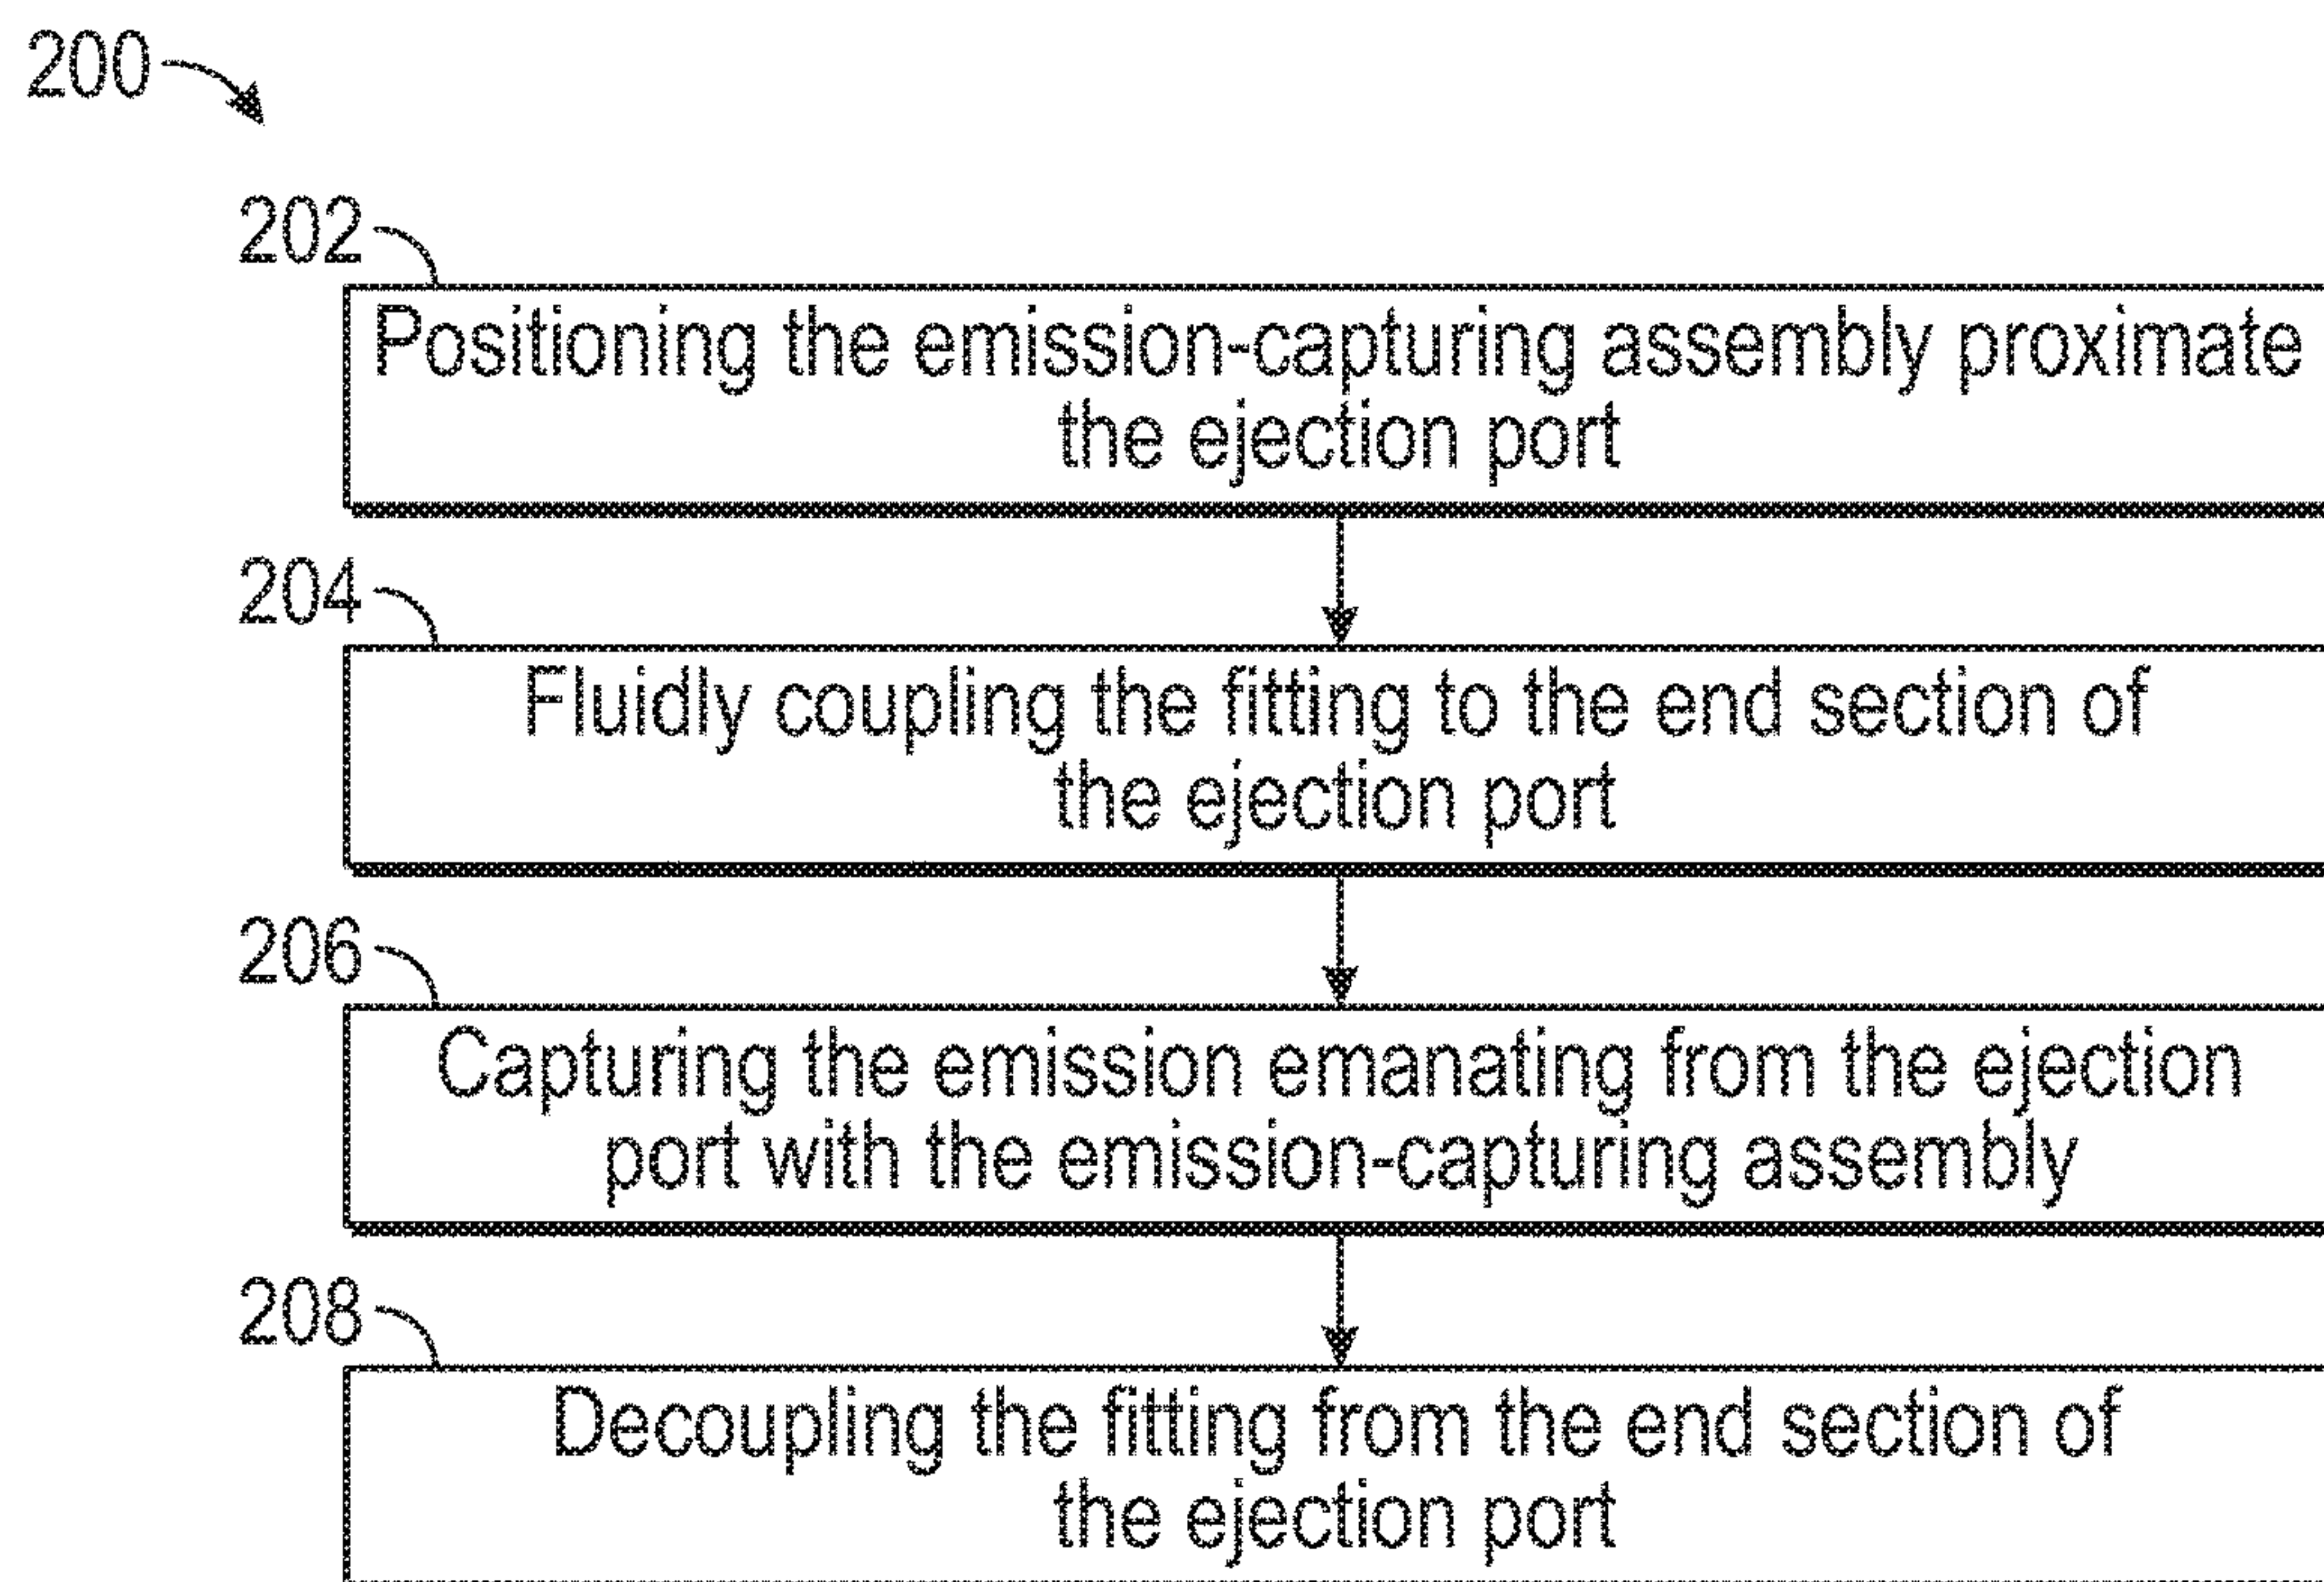 200
202
Positioning the emission-capturing assembly proximate
the ejection port
204
Fluidly coupling the fitting to the end section of
the ejection port
206
Capturing the emission emanating from the ejection
port with the emission-capturing assembly
208
Decoupling the fitting from the end section of
the ejection port